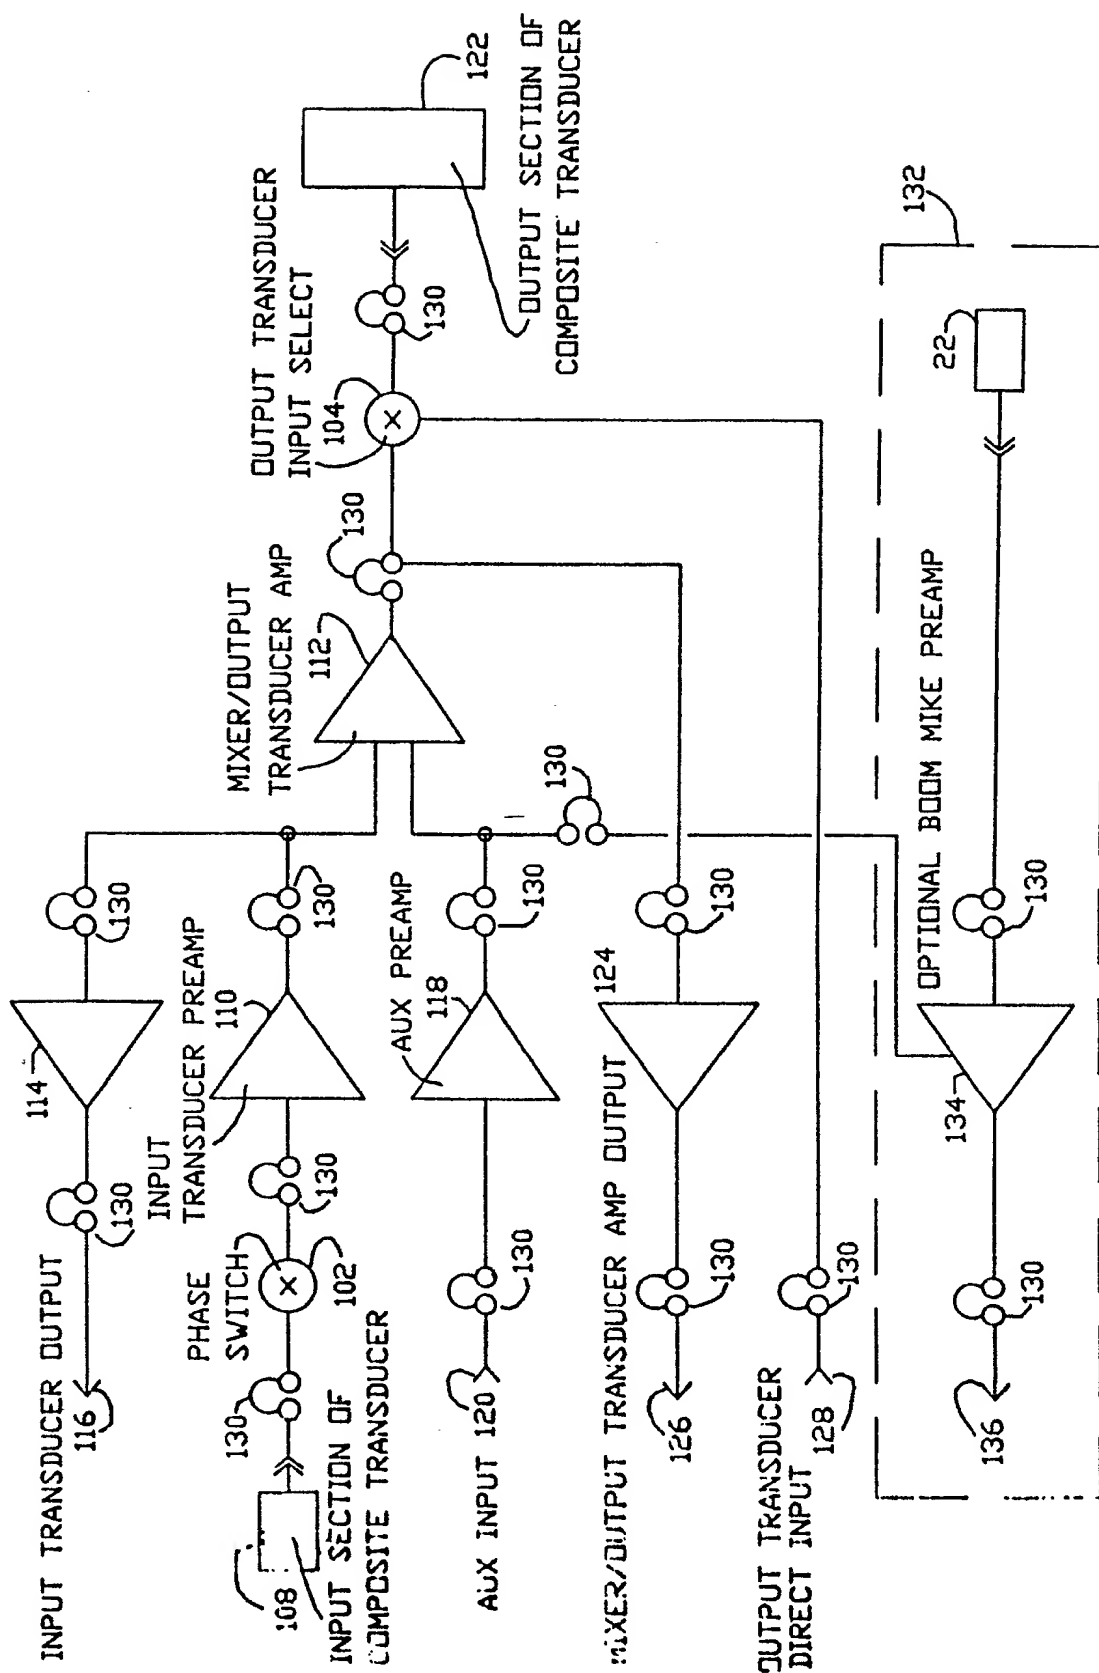 INPUT TRANSDUCER OUTPUT
116
130
114
130
INPUT
TRANSDUCER PREAMP
110
130
PHASE
SWITCH
102
130
130
108
INPUT SECTION OF
COMPOSITE TRANSDUCER
MIXER/OUTPUT
TRANSDUCER AMP
112
130
OUTPUT TRANSDUCER
INPUT SELECT
104
130
122
OUTPUT SECTION OF
COMPOSITE TRANSDUCER
AUX PREAMP
118
130
130
AUX INPUT 120
130
MIXER/OUTPUT TRANSDUCER AMP OUTPUT
124
130
126
130
OUTPUT TRANSDUCER
DIRECT INPUT
128
130
132
22
OPTIONAL BOOM MIKE PREAMP
130
134
136
130